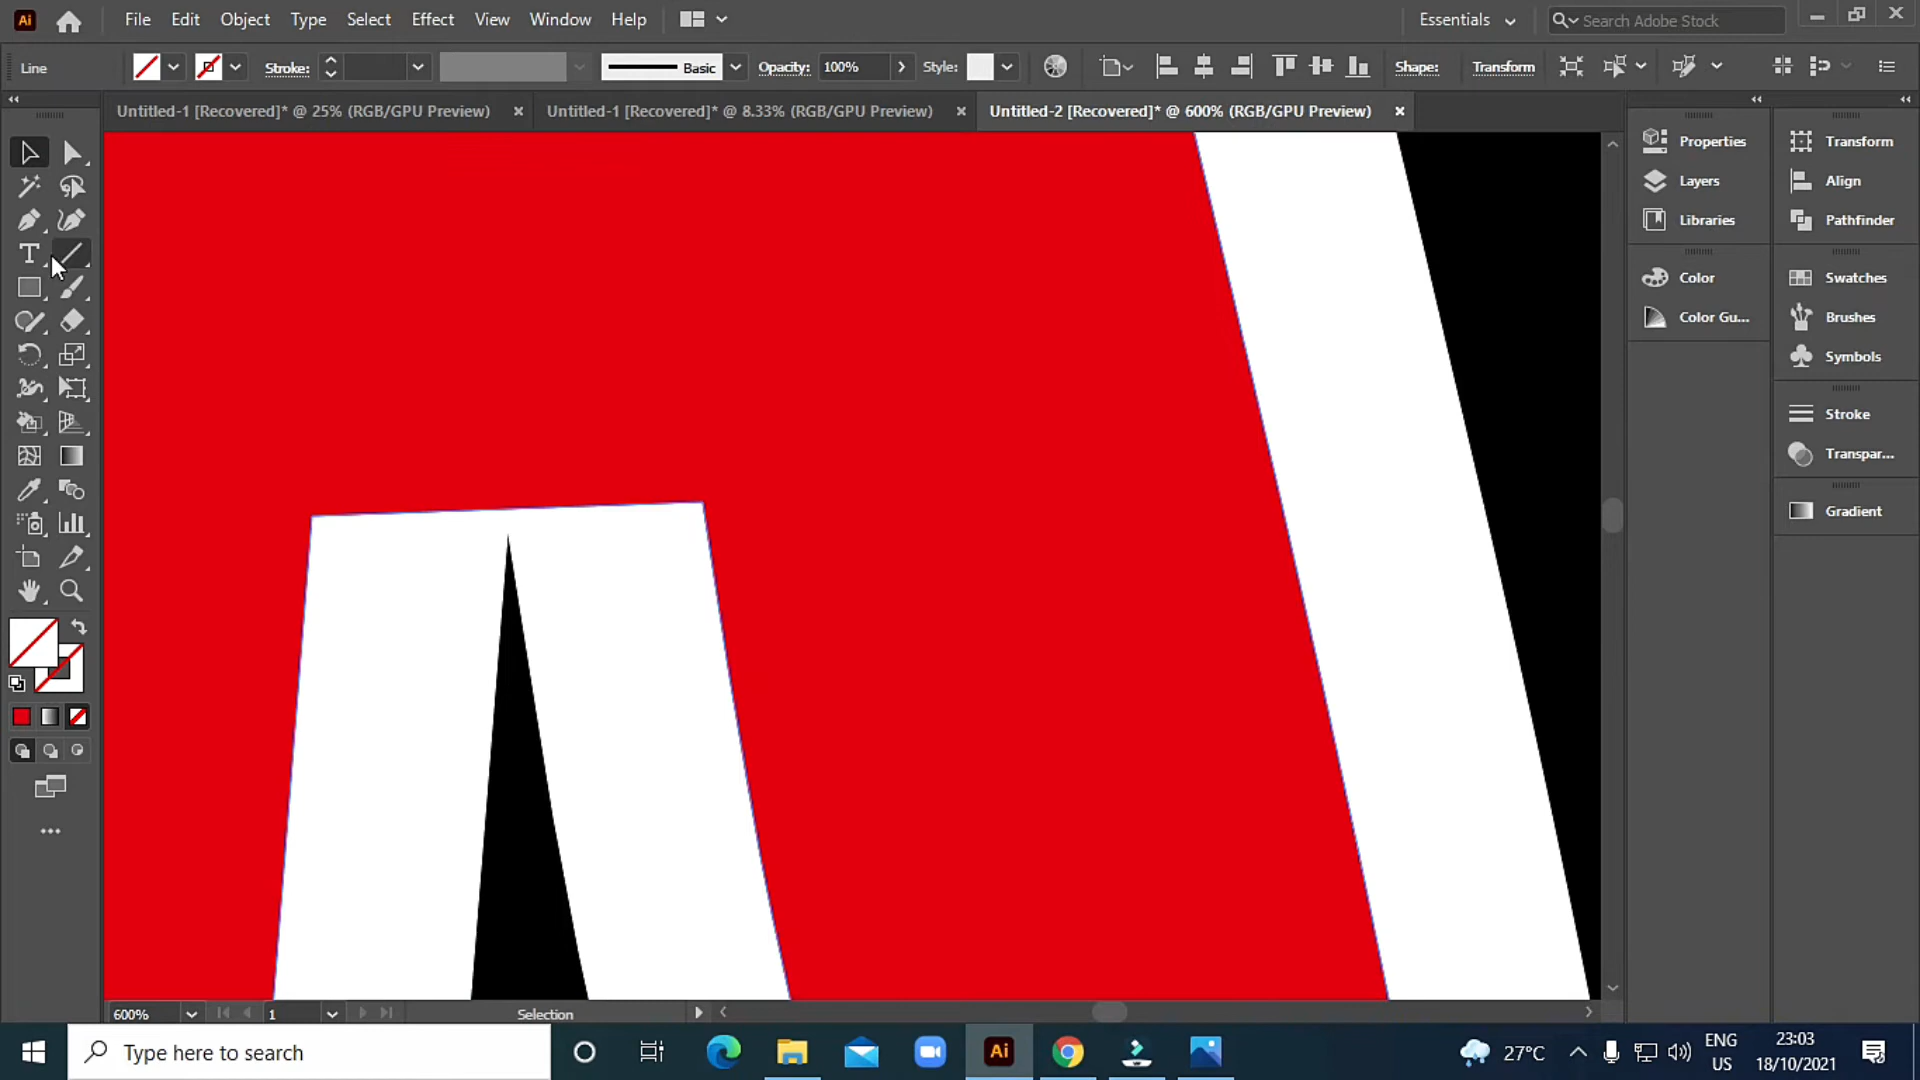 Ai File Edit Object Type Select Effect View Window Help Essentials Search Adobe Stock
Line Stroke: Basic Opacity: 100% Style: Shape: Transform
Untitled-1 [Recovered]* @ 25% (RGB/GPU Preview) Untitled-1 [Recovered]* @ 8.33% (RGB/GPU Preview) Untitled-2 [Recovered]* @ 600% (RGB/GPU Preview)
Properties Transform
Layers Align
Libraries Pathfinder
Color Swatches
Color Gu... Brushes
Symbols
Stroke
Transpar...
Gradient
600% 1 Selection
Type here to search Ai 27°C ENG 23:03
US 18/10/2021